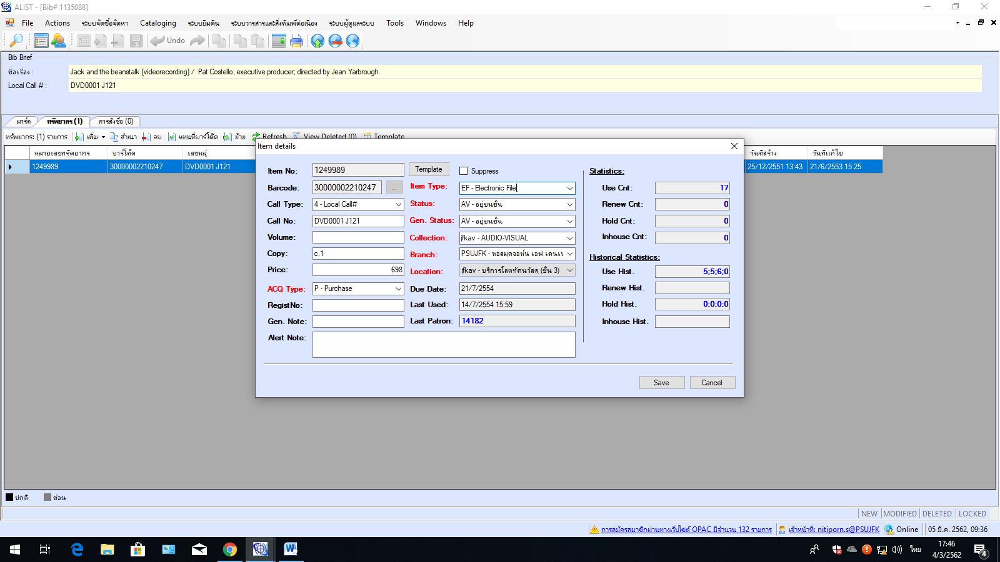 ALIST - [Bib# 1135088]
File Actions ระบบจัดซื้อจัดหา Cataloging ระบบยืมคืน ระบบวารสารและสิ่งพิมพ์ต่อเนื่อง ระบบผู้ดูแลระบบ Tools Windows Help
Undo
Bib Brief
ชื่อเรื่อง : Jack and the beanstalk [videorecording] / Pat Costello, executive producer; directed by Jean Yarbrough.
Local Call # : DVD0001 J121
มาร์ค ทรัพยากร (1) การสั่งซื้อ (0)
ทรัพยากร: (1) รายการ เพิ่ม สำเนา ลบ แทนที่บาร์โค๊ด ย้าย Refresh View Deleted (0) Template
หมายเลขทรัพยากร บาร์โค๊ด เลขหมู่ วันที่สร้าง วันที่แก้ไข
1249989 30000002210247 DVD0001 J121 25/12/2551 13:43 21/6/2553 15:25
Item details
Item No: 1249989 Template Suppress Statistics:
Barcode: 30000002210247 ... Item Type: EF - Electronic File Use Cnt: 17
Call Type: 4 - Local Call# Status: AV - อยู่บนชั้น Renew Cnt: 0
Call No: DVD0001 J121 Gen. Status: AV - อยู่บนชั้น Hold Cnt: 0
Volume: Collection: jfkav - AUDIO-VISUAL Inhouse Cnt: 0
Copy: c.1 Branch: PSUJFK - หอสมุดจอห์น เอฟ Historical Statistics:
Price: 698 Location: jfkav - บริการโสตทัศนวัสดุ (ชั้น 3) Use Hist. 5;5;6;0
ACQ Type: P - Purchase Due Date: 21/7/2554 Renew Hist.
RegistNo: Last Used: 14/7/2554 15:59 Hold Hist. 0;0;0;0
Gen. Note: Last Patron: 14182 Inhouse Hist.
Alert Note:
Save Cancel
ปกติ ซ่อน
NEW MODIFIED DELETED LOCKED
การสมัครสมาชิกผ่านทางเว็บไซต์ OPAC มีจำนวน 132 รายการ เจ้าหน้าที่: nitiporn.s@PSUJFK Online 05 มี.ค. 2562, 09:36
ไทย 17:46
4/3/2562 4